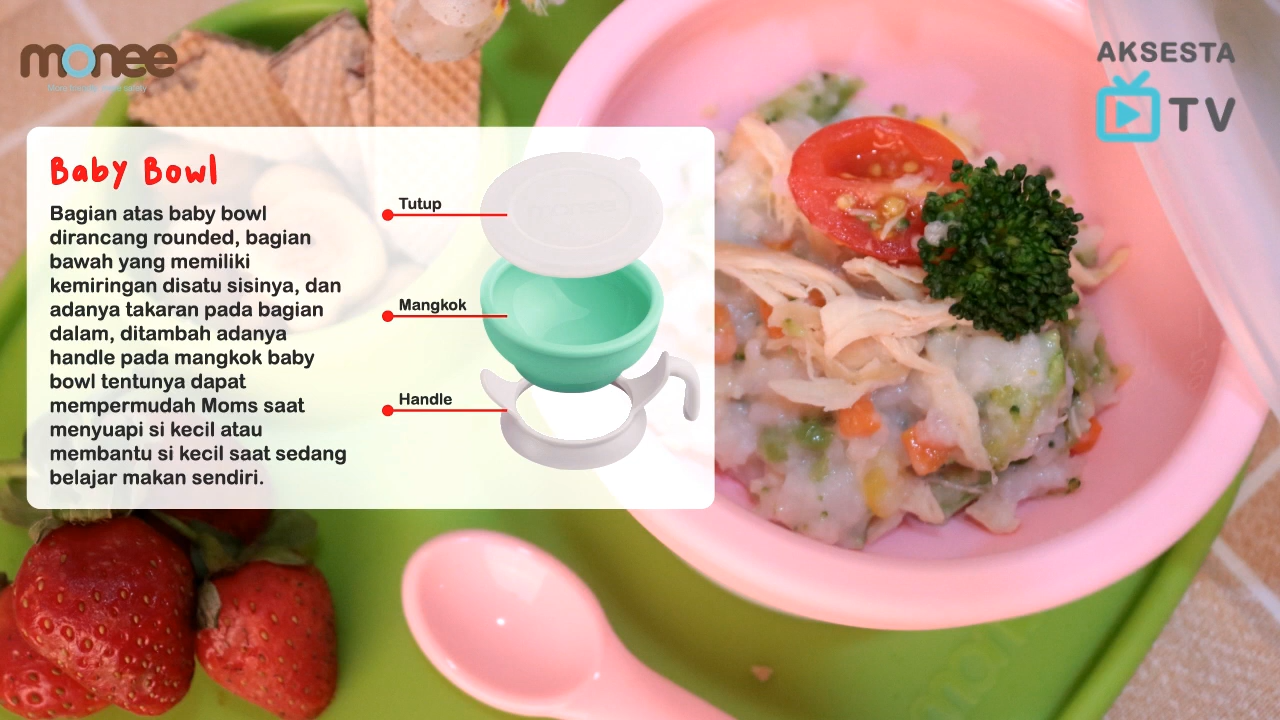 monee
AKSESTA
TV
Baby Bowl
Bagian atas baby bowl
dirancang rounded, bagian
bawah yang memiliki
kemiringan disatu sisinya, dan
adanya takaran pada bagian
dalam, ditambah adanya
handle pada mangkok baby
bowl tentunya dapat
mempermudah Moms saat
menyuapi si kecil atau
membantu si kecil saat sedang
belajar makan sendiri.
Tutup
Mangkok
Handle